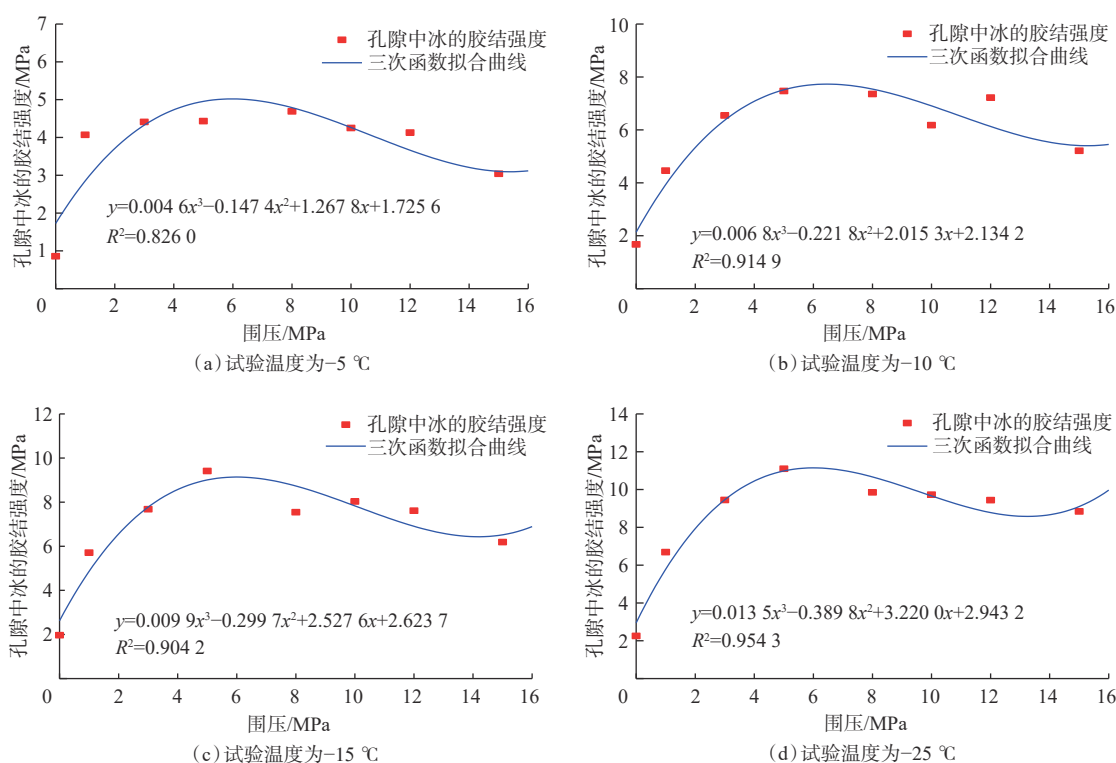 孔隙中冰的胶结强度/MPa
7
6
5
4
3
2
1
0
2
4
6
8
10
12
14
16
孔隙中冰的胶结强度
三次函数拟合曲线
y=0.004 6x³−0.147 4x²+1.267 8x+1.725 6
R²=0.826 0
围压/MPa
(a)试验温度为−5 ℃
孔隙中冰的胶结强度/MPa
10
8
6
4
2
0
2
4
6
8
10
12
14
16
孔隙中冰的胶结强度
三次函数拟合曲线
y=0.006 8x³−0.221 8x²+2.015 3x+2.134 2
R²=0.914 9
围压/MPa
(b)试验温度为−10 ℃
孔隙中冰的胶结强度/MPa
12
10
8
6
4
2
0
2
4
6
8
10
12
14
16
孔隙中冰的胶结强度
三次函数拟合曲线
y=0.009 9x³−0.299 7x²+2.527 6x+2.623 7
R²=0.904 2
围压/MPa
(c)试验温度为−15 ℃
孔隙中冰的胶结强度/MPa
14
12
10
8
6
4
2
0
2
4
6
8
10
12
14
16
孔隙中冰的胶结强度
三次函数拟合曲线
y=0.013 5x³−0.389 8x²+3.220 0x+2.943 2
R²=0.954 3
围压/MPa
(d)试验温度为−25 ℃